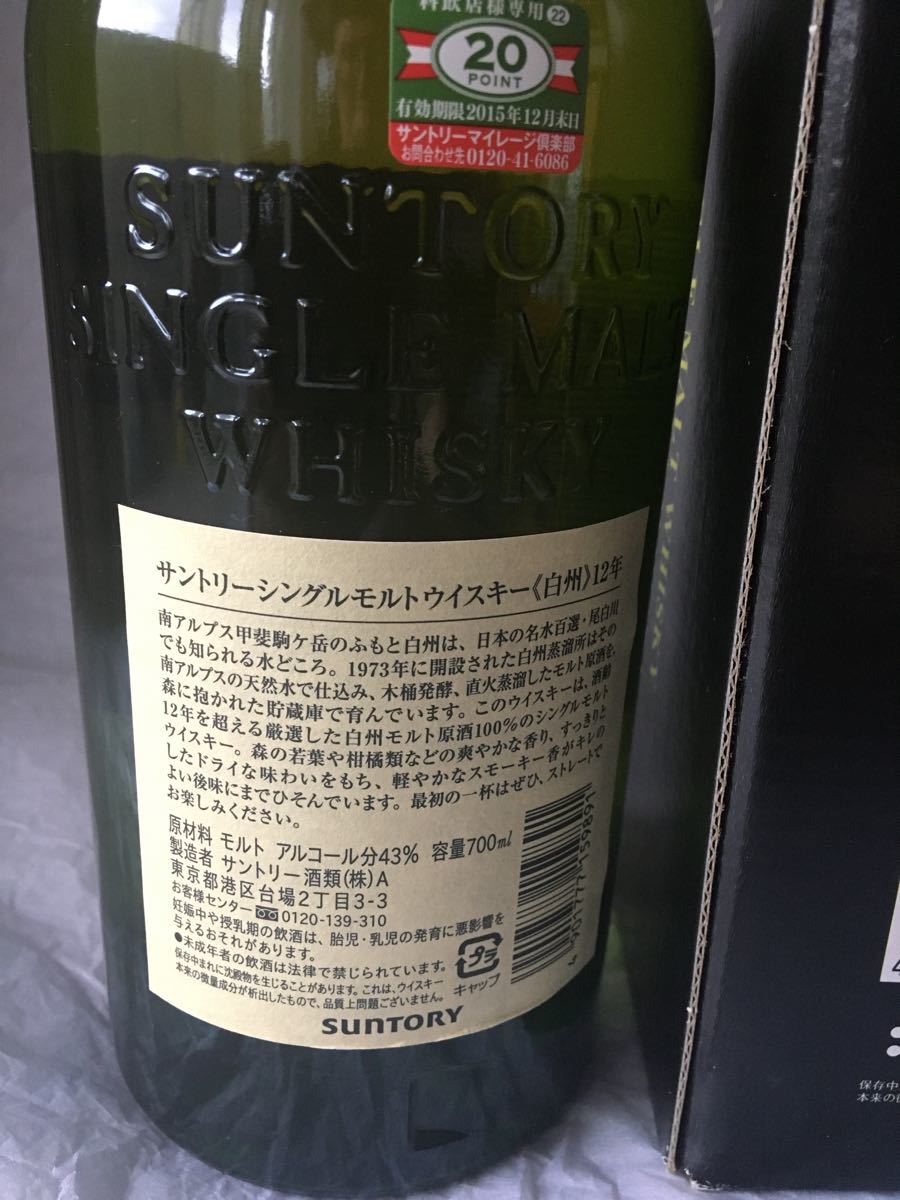 料飲店様専用㉒
20
POINT
有効期限2015年12月末日
サントリーマイレージ倶楽部
お問合わせ先0120-41-6086
SUNTORY
SINGLE MALT
WHISKY
サントリーシングルモルトウイスキー《白州》12年
南アルプス甲斐駒ケ岳のふもと白州は、日本の名水百選・尾白川
でも知られる水どころ。1973年に開設された白州蒸溜所はその
南アルプスの天然水で仕込み、木桶発酵、直火蒸溜したモルト原酒を、
森に抱かれた貯蔵庫で育んでいます。このウイスキーは、酒齢
12年を超える厳選した白州モルト原酒100%のシングルモルト
ウイスキー。森の若葉や柑橘類などの爽やかな香り、すっきりと
したドライな味わいをもち、軽やかなスモーキー香がキレの
よい後味にまでひそんでいます。最初の一杯はぜひ、ストレートで
お楽しみください。
原材料 モルト アルコール分43% 容量700ml
製造者 サントリー酒類(株)A
東京都港区台場2丁目3-3
お客様センター 0120-139-310
妊娠中や授乳期の飲酒は、胎児・乳児の発育に悪影響を
与えるおそれがあります。
●未成年者の飲酒は法律で禁じられています。
保存中まれに沈殿物を生じることがあります。これは、ウイスキー
本来の微量成分が析出したもので、品質上問題ございません。
プラ
キャップ
4 901777 159891
SUNTORY
LE MALT WHISKY
4
保存中
本来の